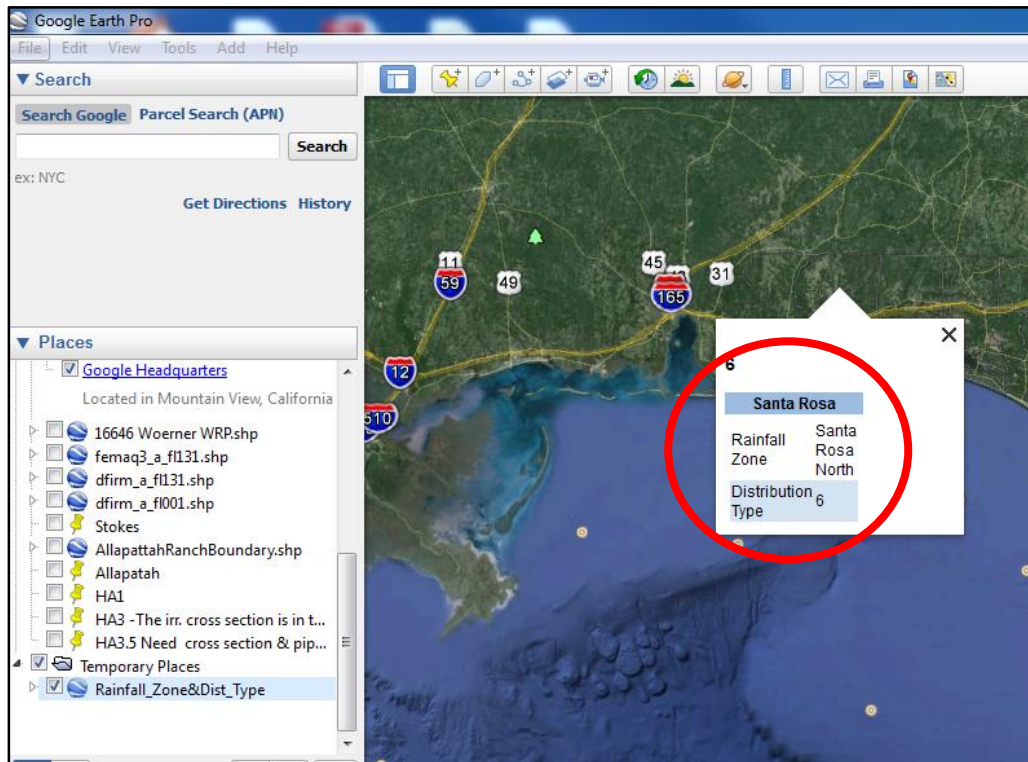 Google Earth Pro
File Edit View Tools Add Help
Search
Search Google Parcel Search (APN)
Search
ex: NYC
Get Directions History
Places
Google Headquarters
Located in Mountain View, California
16646 Woerner WRP.shp
femaq3_a_fl131.shp
dfirm_a_fl131.shp
dfirm_a_fl001.shp
Stokes
AllapattahRanchBoundary.shp
Allapatah
HA1
HA3 -The irr. cross section is in t...
HA3.5 Need cross section & pip...
Temporary Places
Rainfall_Zone&Dist_Type
11
59
49
45
165
31
12
510
6
Santa Rosa
Rainfall Zone Santa Rosa North
Distribution Type 6